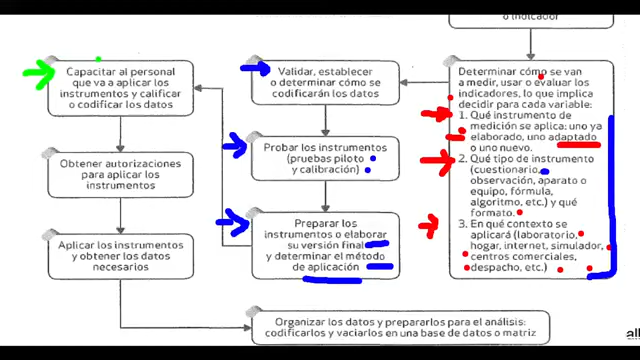 o indicador
Capacitar al personal
que va a aplicar los
instrumentos y calificar
o codificar los datos
Validar, establecer
o determinar cómo se
codificarán los datos
Determinar cómo se van
a medir, usar o evaluar los
indicadores, lo que implica
decidir para cada variable:
1. Qué instrumento de
medición se aplica: uno ya
elaborado, uno adaptado
o uno nuevo.
2. Qué tipo de instrumento
(cuestionario,
observación, aparato o
equipo, fórmula,
algoritmo, etc.) y qué
formato.
3. En qué contexto se
aplicará (laboratorio,
hogar, internet, simulador,
centros comerciales,
despacho, etc.)
Obtener autorizaciones
para aplicar los
instrumentos
Probar los instrumentos
(pruebas piloto
y calibración)
Aplicar los instrumentos
y obtener los datos
necesarios
Preparar los
instrumentos o elaborar
su versión final
y determinar el método
de aplicación
Organizar los datos y prepararlos para el análisis:
codificarlos y vaciarlos en una base de datos o matriz